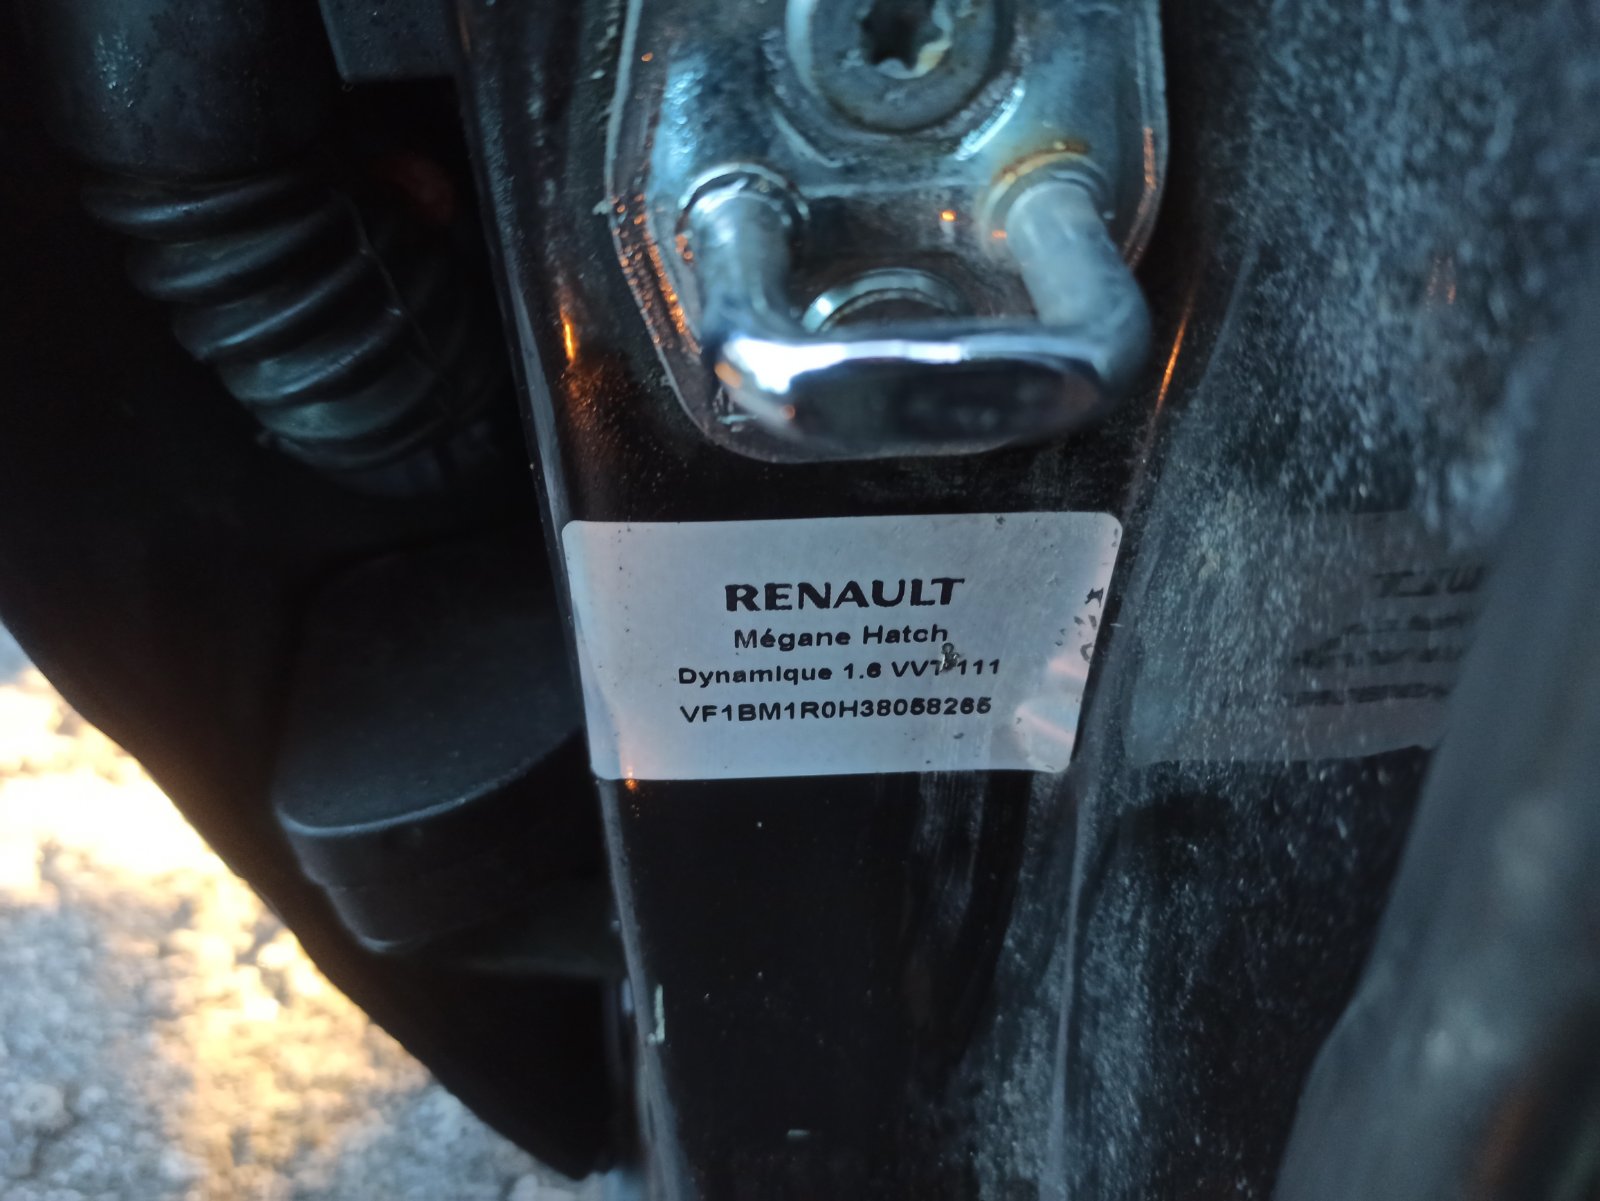 RENAULT
Mégane Hatch
Dynamique 1.6 VVT 111
VF1BM1R0H38058265